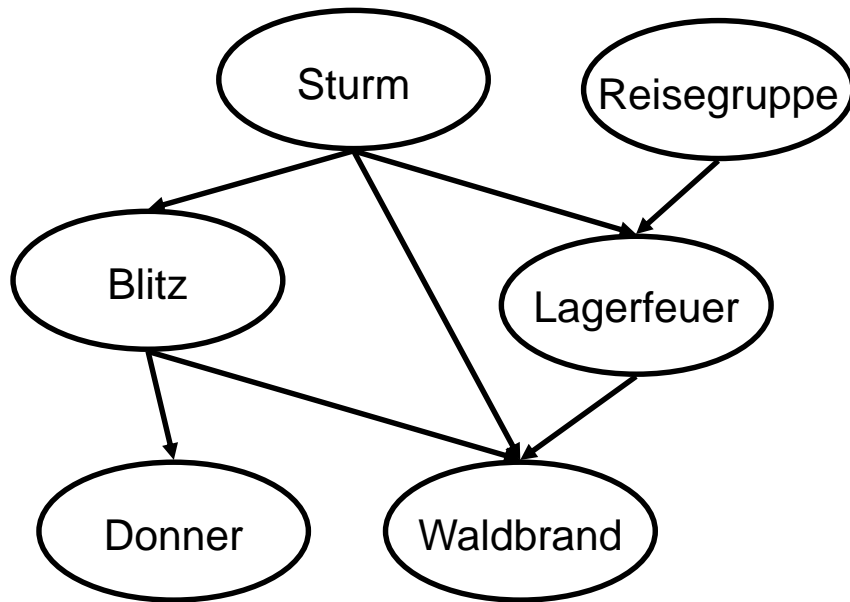 Sturm
Reisegruppe
Blitz
Lagerfeuer
Donner
Waldbrand